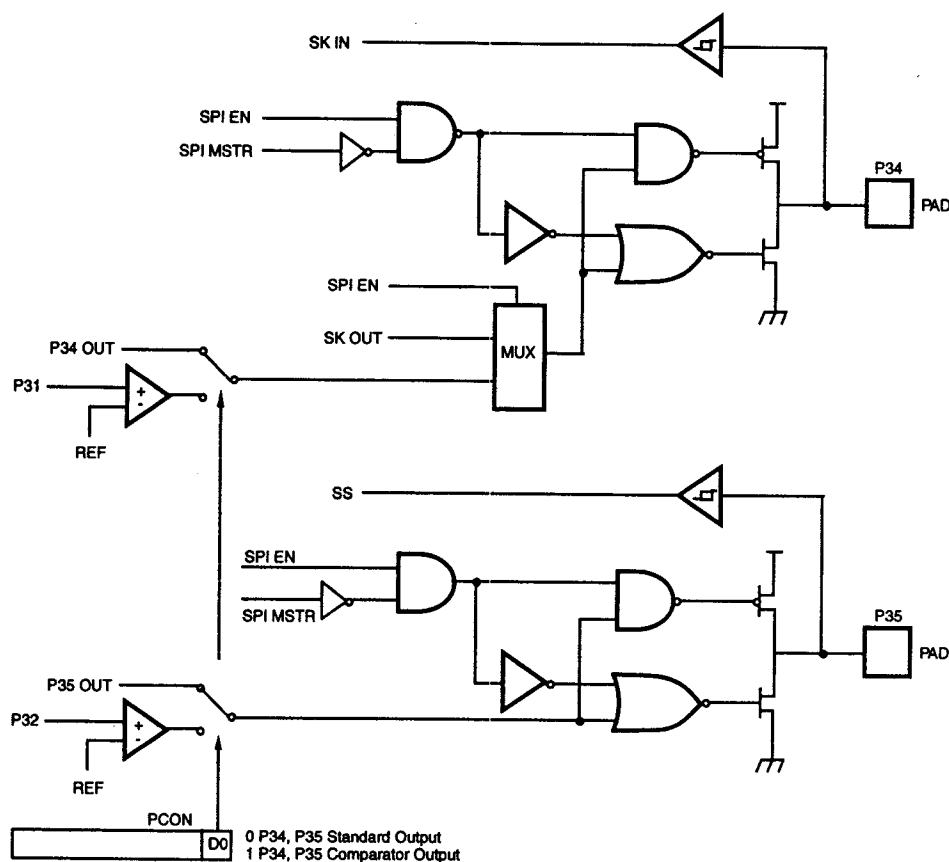 SK IN
SPI EN
SPI MSTR
P34
PAD
SPI EN
SK OUT
MUX
P34 OUT
P31
+
-
REF
SS
SPI EN
SPI MSTR
P35
PAD
P35 OUT
P32
+
-
REF
PCON
D0
0 P34, P35 Standard Output
1 P34, P35 Comparator Output